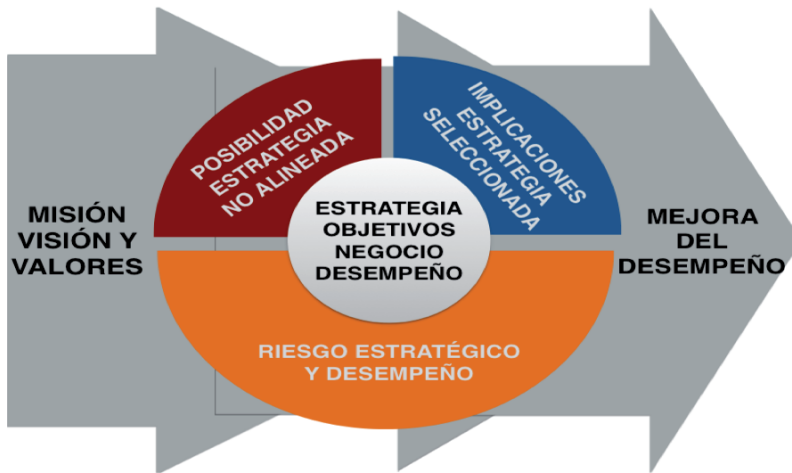 MISIÓN
VISIÓN Y
VALORES
POSIBILIDAD
ESTRATEGIA
NO ALINEADA
IMPLICACIONES
ESTRATEGIA
SELECCIONADA
ESTRATEGIA
OBJETIVOS
NEGOCIO
DESEMPEÑO
RIESGO ESTRATÉGICO
Y DESEMPEÑO
MEJORA
DEL
DESEMPEÑO